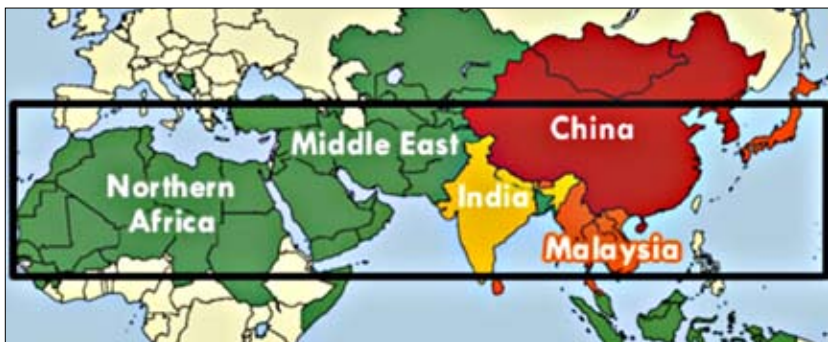 Middle East
China
Northern
Africa
India
Malaysia